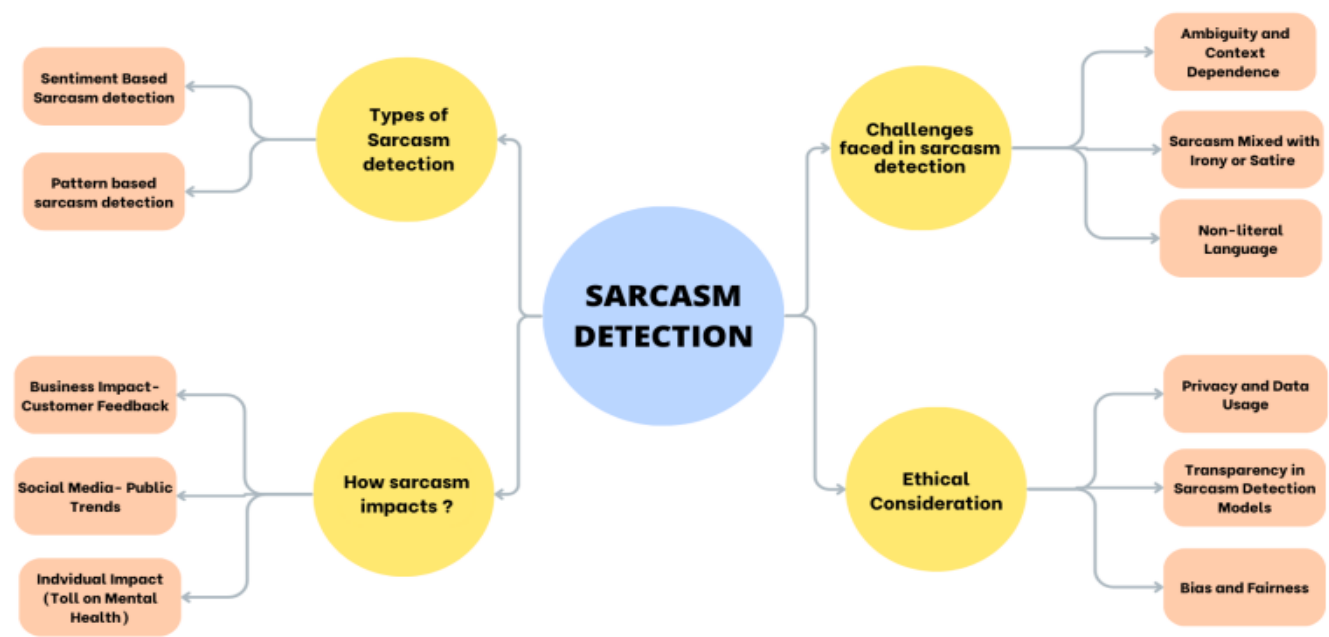 Sentiment Based
Sarcasm detection
Pattern based
sarcasm detection
Types of
Sarcasm
detection
Business Impact-
Customer Feedback
Social Media- Public
Trends
Indvidual Impact
(Toll on Mental
Health)
How sarcasm
impacts ?
SARCASM
DETECTION
Challenges
faced in sarcasm
detection
Ambiguity and
Context
Dependence
Sarcasm Mixed with
Irony or Satire
Non-literal
Language
Ethical
Consideration
Privacy and Data
Usage
Transparency in
Sarcasm Detection
Models
Bias and Fairness